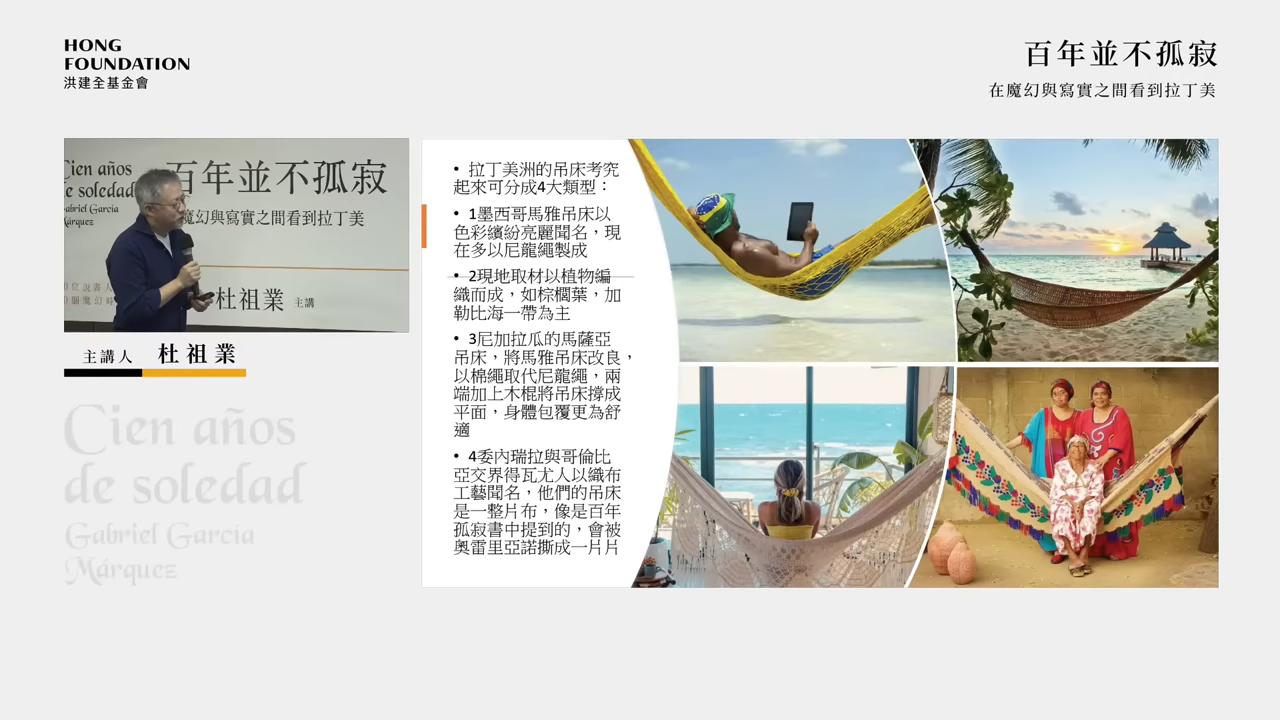 HONG
FOUNDATION
洪建全基金會
百年並不孤寂
在魔幻與寫實之間看到拉丁美
Cien años
de soledad
Gabriel García
Márquez
百年並不孤寂
魔幻與寫實之間看到拉丁美
杜祖業 主講
主講人 杜祖業
Cien años
de soledad
Gabriel García
Márquez
• 拉丁美洲的吊床考究
起來可分成4大類型：
• 1墨西哥馬雅吊床以
色彩繽紛亮麗聞名，現
在多以尼龍繩製成
• 2現地取材以植物編
織而成，如棕櫚葉，加
勒比海一帶為主
• 3尼加拉瓜的馬薩亞
吊床，將馬雅吊床改良，
以棉繩取代尼龍繩，兩
端加上木棍將吊床撐成
平面，身體包覆更為舒
適
• 4委內瑞拉與哥倫比
亞交界得瓦尤人以織布
工藝聞名，他們的吊床
是一整片布，像是百年
孤寂書中提到的，會被
奧雷里亞諾撕成一片片